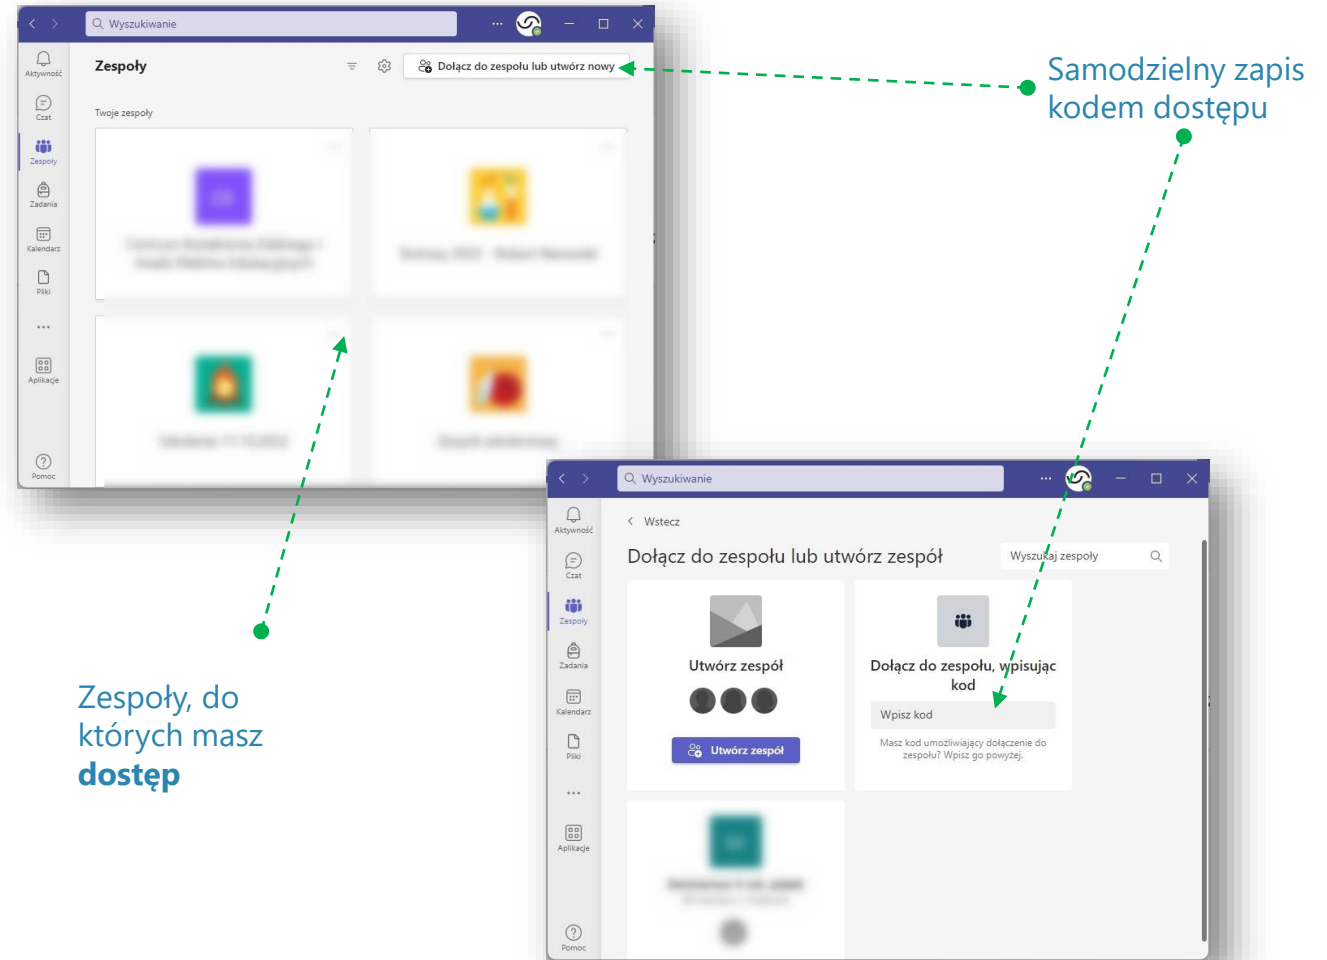 Wyszukiwanie
Aktywność
Czat
Zespoły
Zadania
Kalendarz
Pliki
Aplikacje
Pomoc
Zespoły
Dołącz do zespołu lub utwórz nowy
Twoje zespoły
Samodzielny zapis
kodem dostępu
Zespoły, do
których masz
dostęp
Wyszukiwanie
Aktywność
Czat
Zespoły
Zadania
Kalendarz
Pliki
Aplikacje
Pomoc
Wstecz
Dołącz do zespołu lub utwórz zespół
Wyszukaj zespoły
Utwórz zespół
Utwórz zespół
Dołącz do zespołu, wpisując
kod
Wpisz kod
Masz kod umożliwiający dołączenie do
zespołu? Wpisz go powyżej.